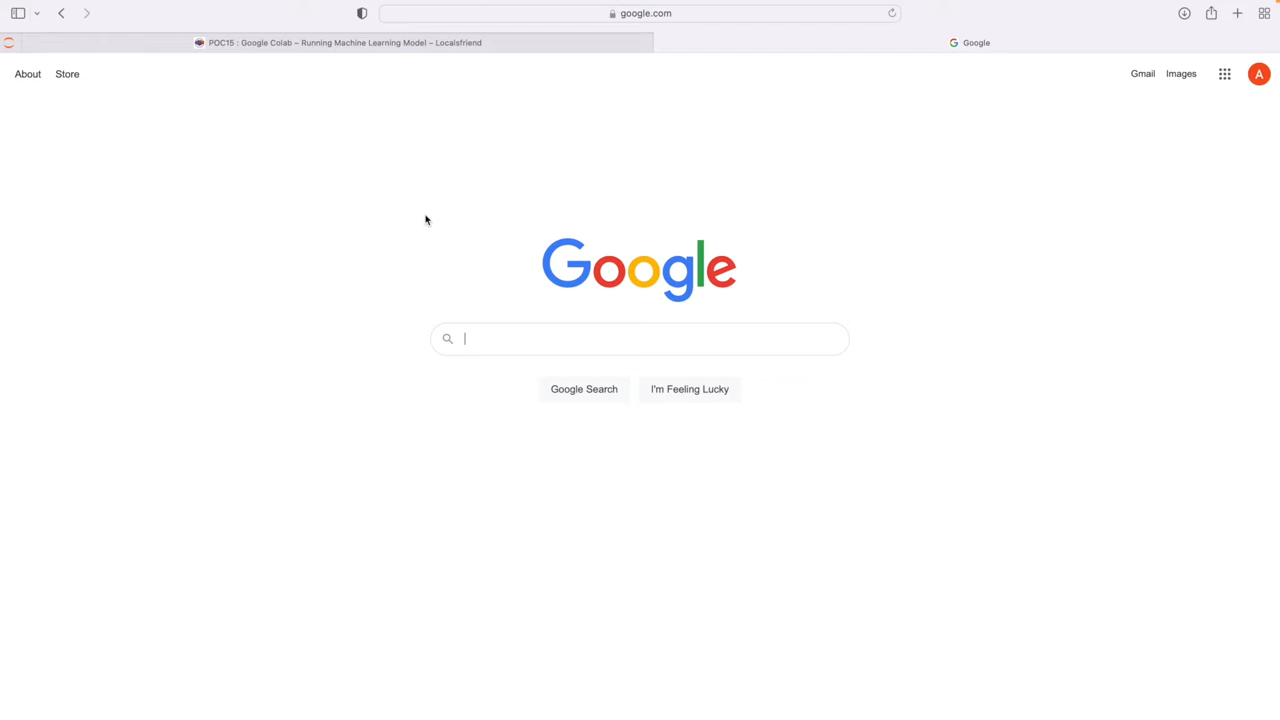 google.com
POC15 : Google Colab – Running Machine Learning Model – Localsfriend
Google
About Store
Gmail Images A
Google
Google Search I'm Feeling Lucky